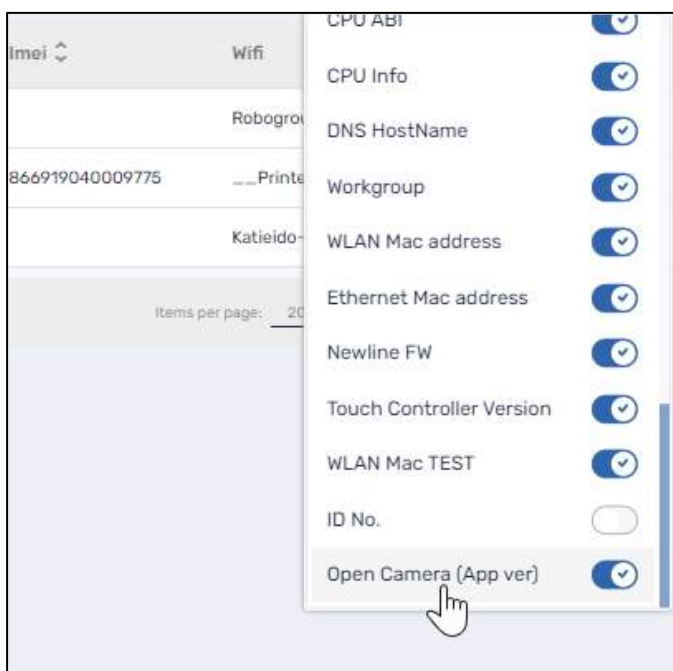 CPU ABI
Imei
Wifi
CPU Info
Robogrou
DNS HostName
866919040009775
__Printe
Workgroup
Katieido-
WLAN Mac address
Ethernet Mac address
Items per page: 20
Newline FW
Touch Controller Version
WLAN Mac TEST
ID No.
Open Camera (App ver)